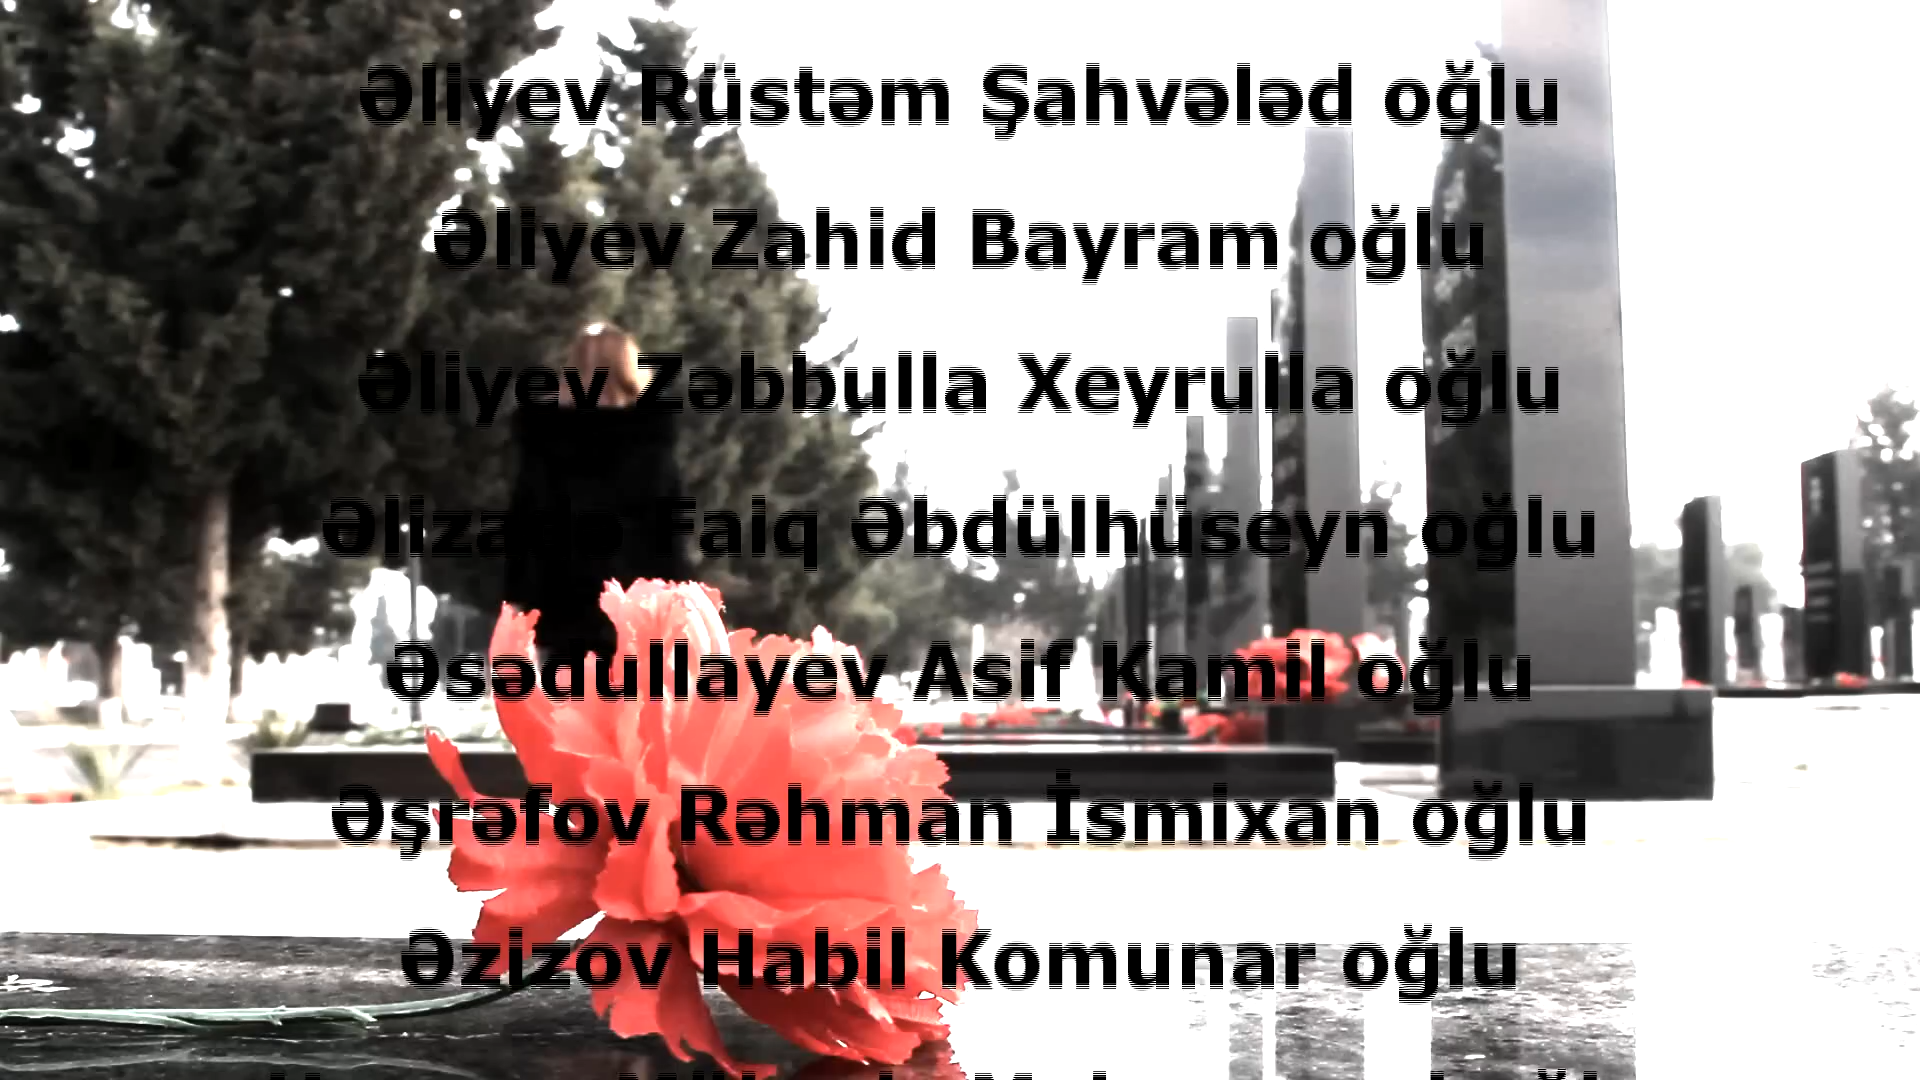 Əliyev Rüstəm Şahvələd oğlu
Əliyev Zahid Bayram oğlu
Əliyev Zəbbulla Xeyrulla oğlu
Əlizadə Faiq Əbdülhüseyn oğlu
Əsədullayev Asif Kamil oğlu
Əşrəfov Rəhman İsmixan oğlu
Əzizov Habil Komunar oğlu